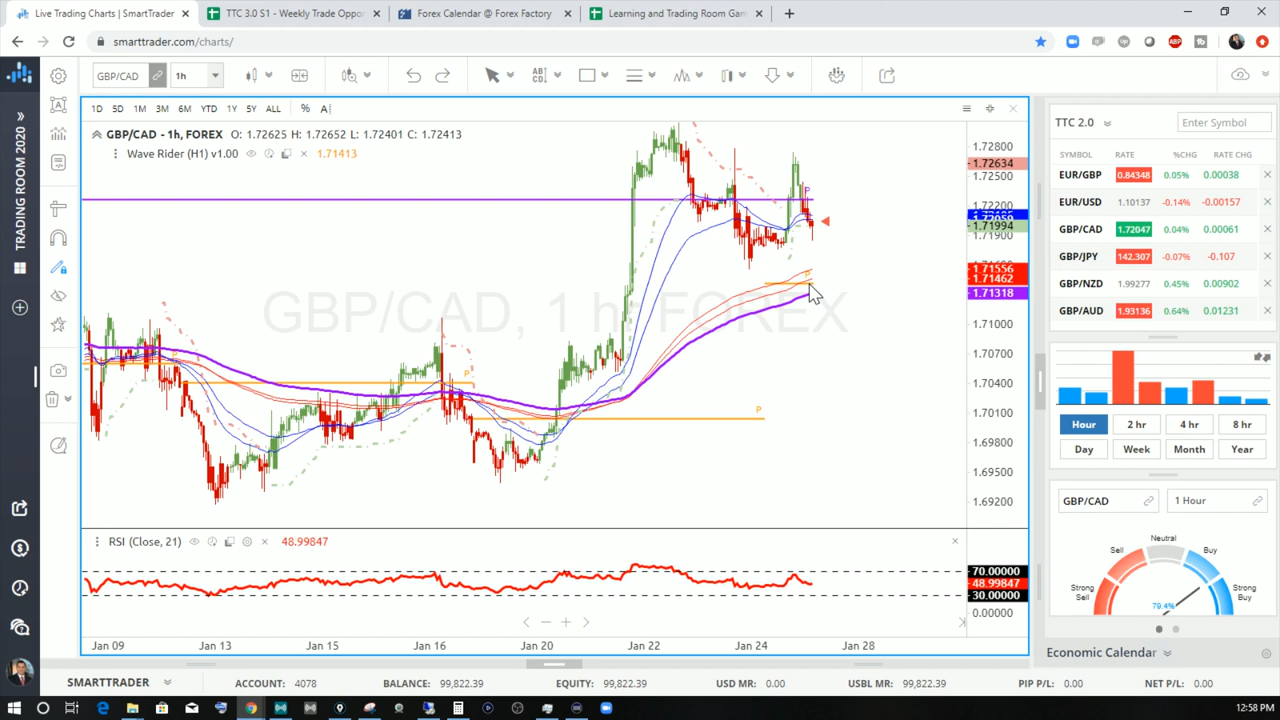 Live Trading Charts | SmartTrader
TTC 3.0 S1 - Weekly Trade Oppo
Forex Calendar @ Forex Factory
Learning and Trading Room Gam
smarttrader.com/charts/
GBP/CAD
1h
AB
CD
1D 5D 1M 3M 6M YTD 1Y 5Y ALL % A
GBP/CAD - 1h, FOREX O: 1.72625 H: 1.72652 L: 1.72401 C: 1.72413
Wave Rider (H1) v1.00 1.71413
GBP/CAD, 1 hr FOREX
P
P
P
P
1.72800
1.72634
1.72500
1.72200
1.71994
1.71900
1.71556
1.71462
1.71318
1.71000
1.70700
1.70400
1.70100
1.69800
1.69500
1.69200
RSI (Close, 21) 48.99847
70.00000
48.99847
30.00000
0.00000
Jan 09 Jan 13 Jan 15 Jan 16 Jan 20 Jan 22 Jan 24 Jan 28
TRADING ROOM 2020
TTC 2.0
Enter Symbol
SYMBOL RATE %CHG RATE CHG
EUR/GBP 0.84348 0.05% 0.00038
EUR/USD 1.10137 -0.14% -0.00157
GBP/CAD 1.72047 0.04% 0.00061
GBP/JPY 142.307 -0.07% -0.107
GBP/NZD 1.99277 0.45% 0.00902
GBP/AUD 1.93136 0.64% 0.01231
Hour 2 hr 4 hr 8 hr
Day Week Month Year
GBP/CAD 1 Hour
Neutral
Sell Buy
Strong Sell
Strong Buy
79.4%
Economic Calendar
SMARTTRADER ACCOUNT: 4078 BALANCE: 99,822.39 EQUITY: 99,822.39 USD MR: 0.00 USBL MR: 99,822.39 PIP P/L: 0.00 NET P/L: 0.00
12:58 PM